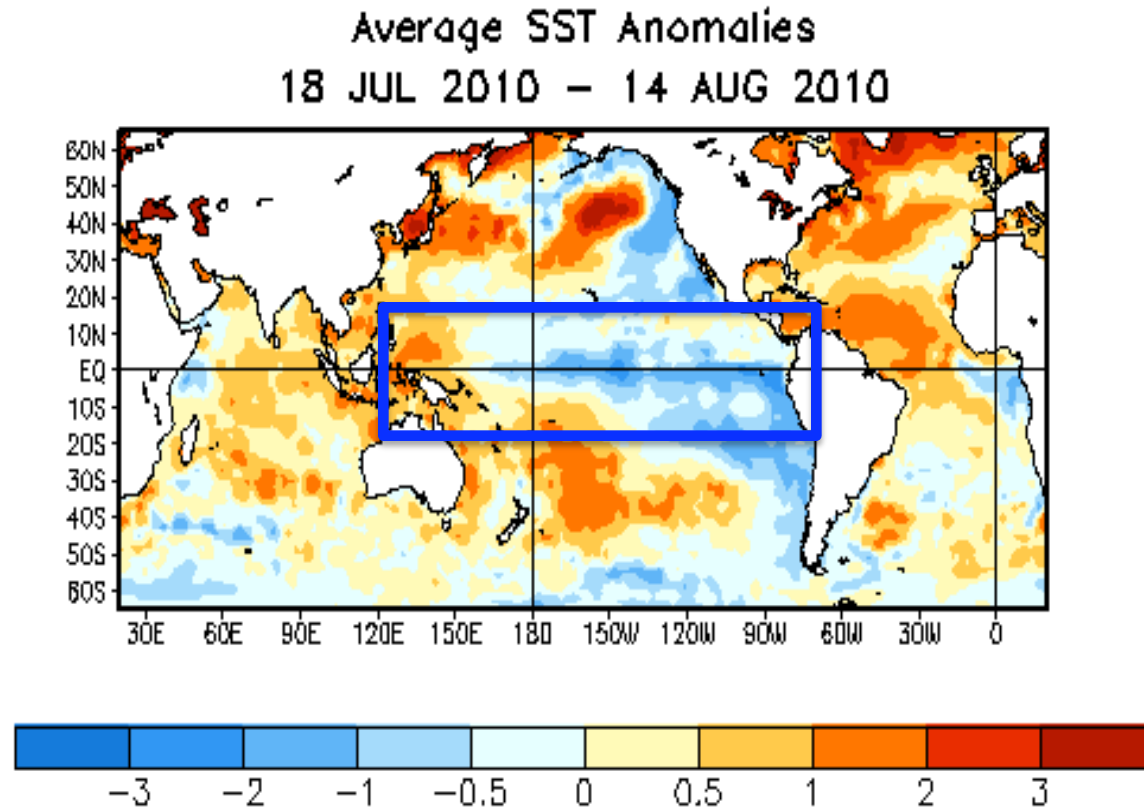 Average SST Anomalies
18 JUL 2010 – 14 AUG 2010
60N
50N
40N
30N
20N
10N
EQ
10S
20S
30S
40S
50S
60S
30E 60E 90E 120E 150E 180 150W 120W 90W 60W 30W 0
-3 -2 -1 -0.5 0 0.5 1 2 3